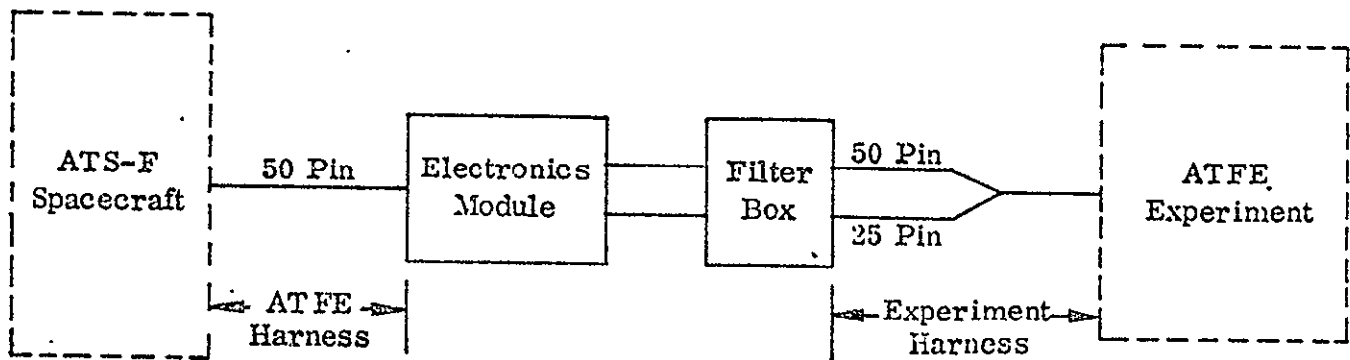 ATS-F
Spacecraft
50 Pin
Electronics
Module
Filter
Box
50 Pin
25 Pin
ATFE
Experiment
ATFE
Harness
Experiment
Harness